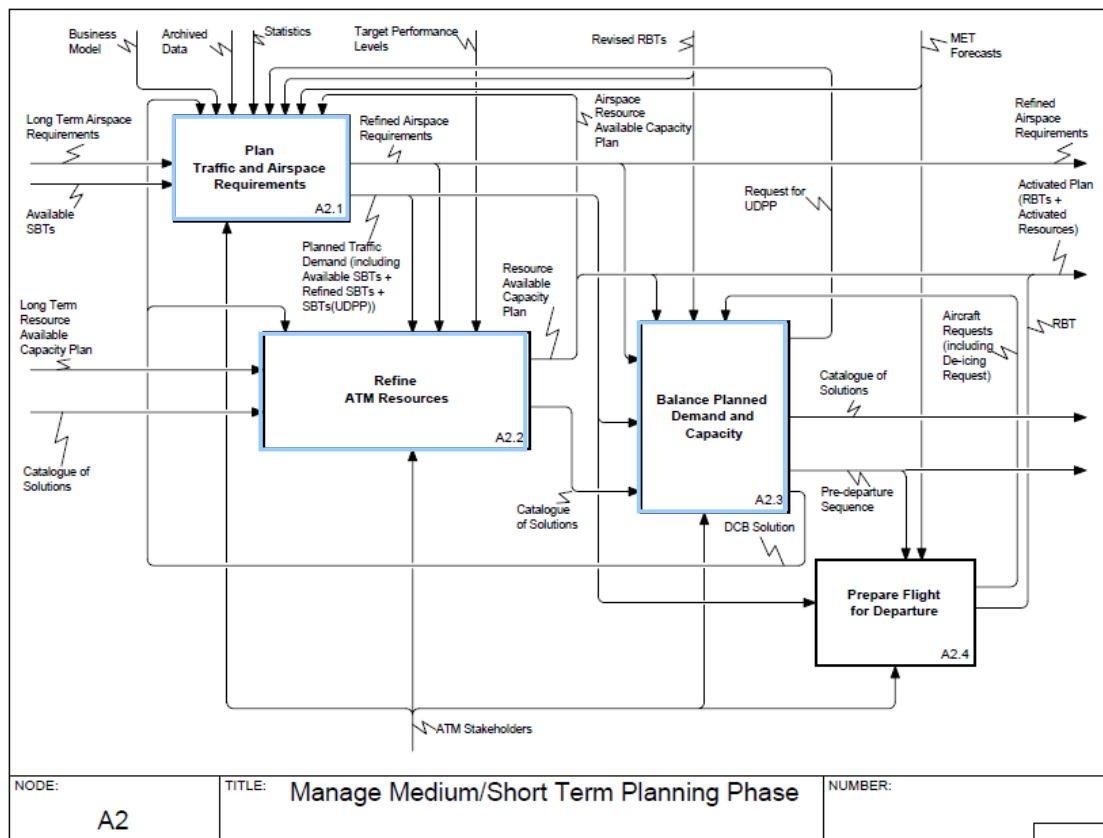 Business
Model
Archived
Data
Statistics
Target Performance
Levels
Revised RBTs
MET
Forecasts
Long Term Airspace
Requirements
Plan
Traffic and Airspace
Requirements
A2.1
Refined Airspace
Requirements
Airspace
Resource
Available Capacity
Plan
Refined
Airspace
Requirements
Available
SBTs
Request for
UDPP
Activated Plan
(RBTs +
Activated
Resources)
Planned Traffic
Demand (including
Available SBTs +
Refined SBTs +
SBTs(UDPP))
Resource
Available
Capacity
Plan
Long Term
Resource
Available
Capacity Plan
Refine
ATM Resources
A2.2
Balance Planned
Demand and
Capacity
A2.3
Aircraft
Requests
(including
De-icing
Request)
RBT
Catalogue of
Solutions
Catalogue of
Solutions
Catalogue
of Solutions
Pre-departure
Sequence
DCB Solution
Prepare Flight
for Departure
A2.4
ATM Stakeholders
NODE:
A2
TITLE:
Manage Medium/Short Term Planning Phase
NUMBER: